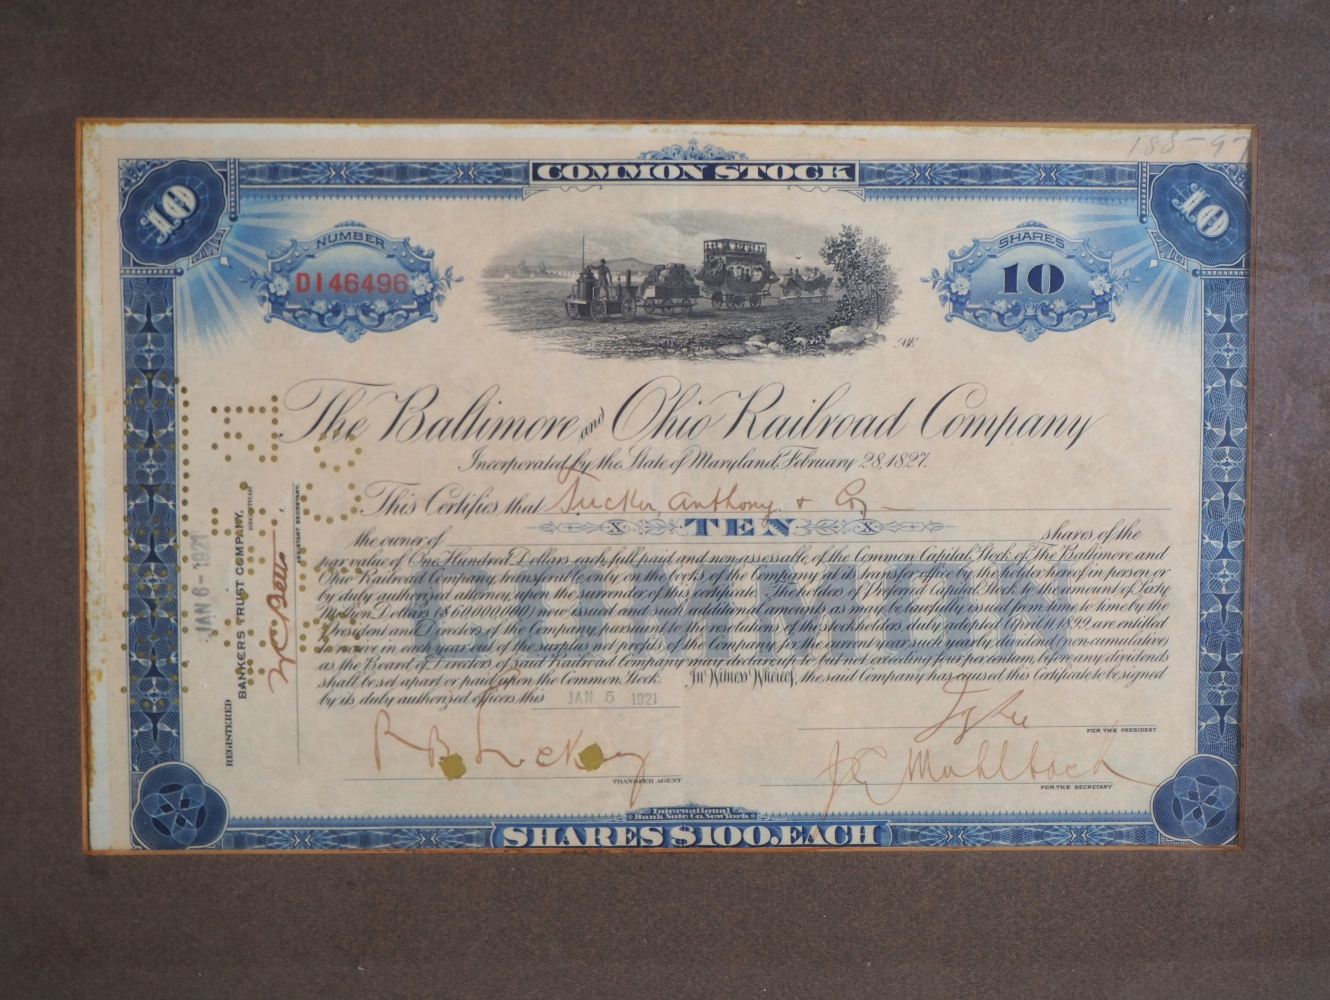 188-97
COMMON STOCK
10
10
NUMBER
D146496
SHARES
10
The Baltimore and Ohio Railroad Company
Incorporated by the State of Maryland, February 28, 1827.
This Certifies that Tucker, Anthony & Co
X TEN X
the owner of shares of the
par value of One Hundred Dollars each, full paid and non-assessable of the Common Capital Stock of The Baltimore and
Ohio Railroad Company transferable only on the books of the Company at its transfer office by the holder hereof in person or
by duly authorized attorney, upon the surrender of this certificate. The holders of Preferred Capital Stock to the amount of Sixty
Million Dollars ($60,000,000) now issued and such additional amounts as may be lawfully issued from time to time by the
President and Directors of the Company, pursuant to the resolutions of the stockholders, duly adopted April 11, 1899, are entitled
to receive in each year out of the surplus net profits of the Company for the current year such yearly dividend (non-cumulative)
as the Board of Directors of said Railroad Company may declare up to but not exceeding four per centum, before any dividends
shall be set apart or paid upon the Common Stock. In Witness Whereof, the said Company has caused this Certificate to be signed
by its duly authorized officers this JAN 5 1921
FOR THE PRESIDENT
TRANSFER AGENT
J E Muhlbach
FOR THE SECRETARY
REGISTERED
JAN 6-1921
BANKERS TRUST COMPANY,
ASSISTANT SECRETARY.
International
Bank Note Co. New York
SHARES $100. EACH